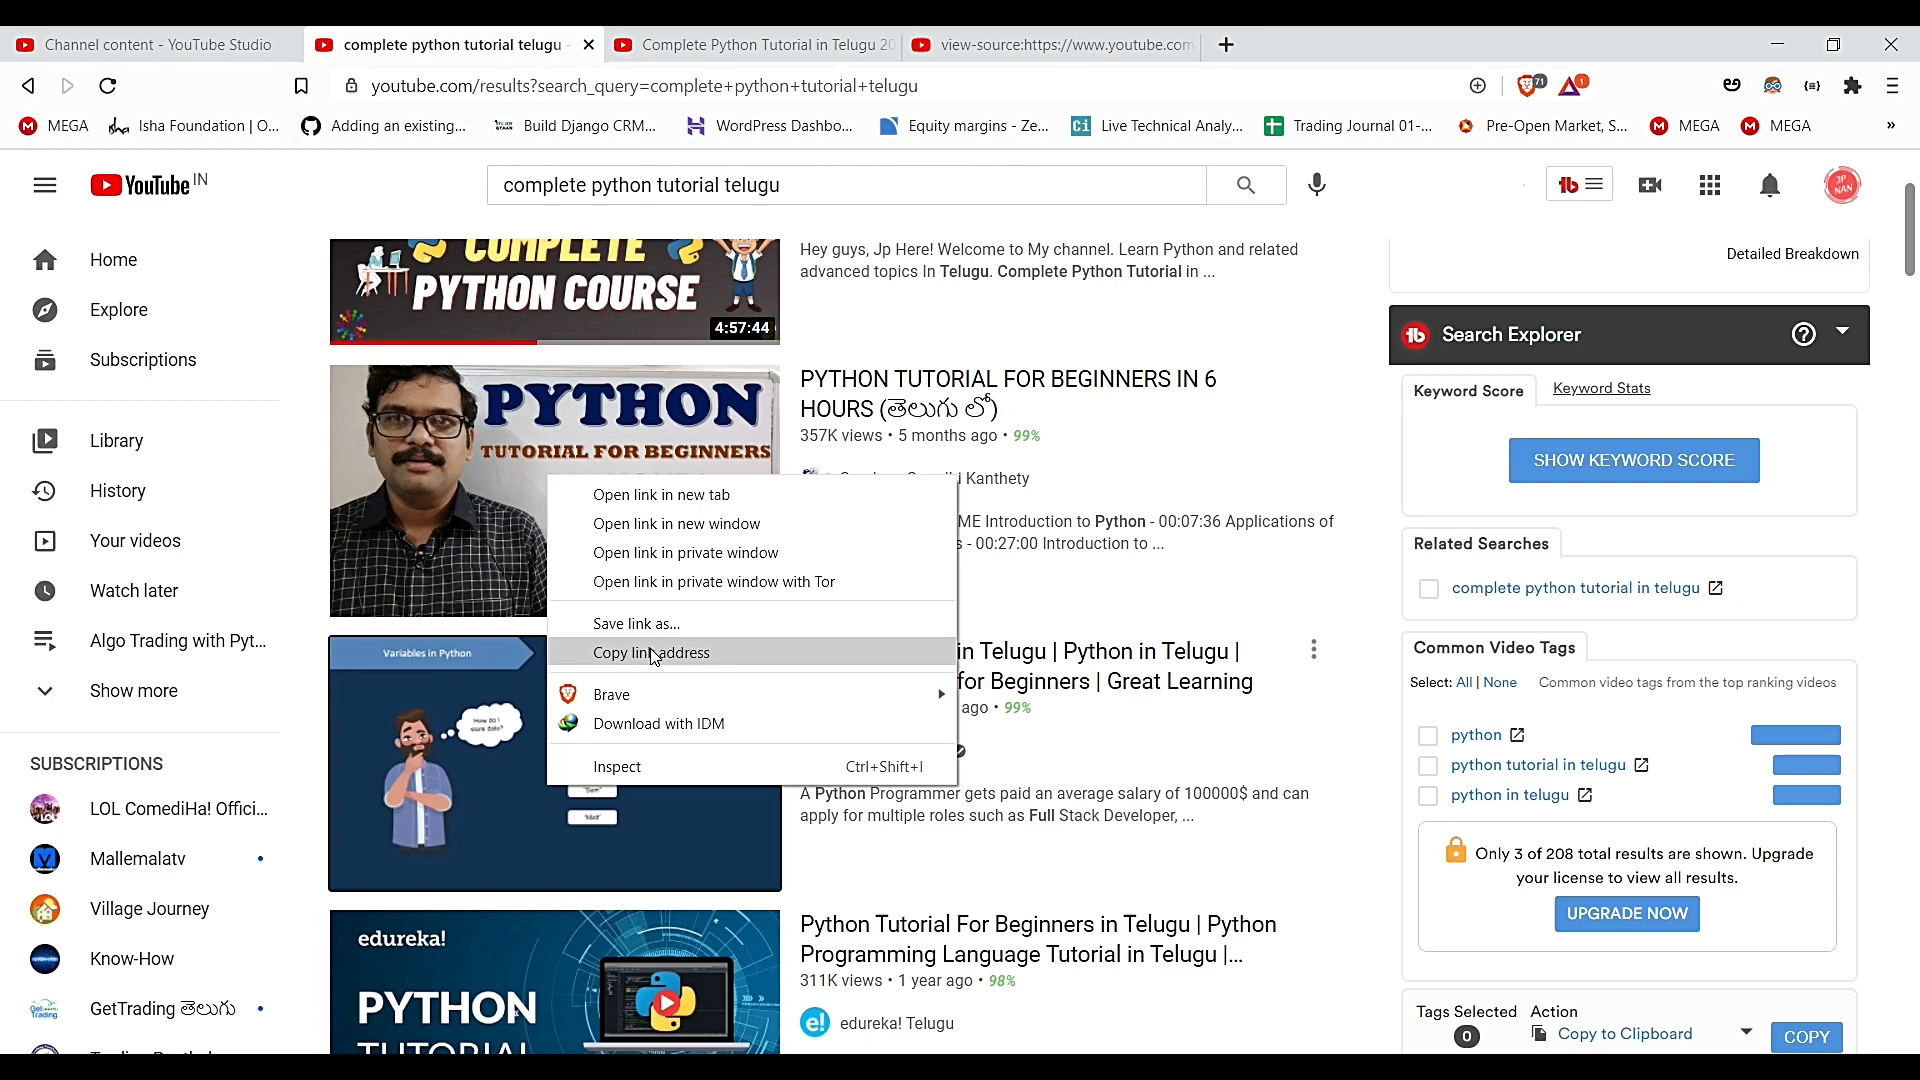 Channel content - YouTube Studio
complete python tutorial telugu -
Complete Python Tutorial in Telugu 20
view-source:https://www.youtube.com
youtube.com/results?search_query=complete+python+tutorial+telugu
71
1
MEGA
Isha Foundation | O...
Adding an existing...
Build Django CRM...
WordPress Dashbo...
Equity margins - Ze...
Live Technical Analy...
Trading Journal 01-...
Pre-Open Market, S...
MEGA
MEGA
»
YouTube IN
complete python tutorial telugu
JP NAN
Home
Explore
Subscriptions
Library
History
Your videos
Watch later
Algo Trading with Pyt...
Show more
SUBSCRIPTIONS
LOL ComediHa! Offici...
Mallemalatv
Village Journey
Know-How
GetTrading తెలుగు
COMPLETE
PYTHON COURSE
4:57:44
Hey guys, Jp Here! Welcome to My channel. Learn Python and related
advanced topics In Telugu. Complete Python Tutorial in ...
PYTHON
TUTORIAL FOR BEGINNERS
PYTHON TUTORIAL FOR BEGINNERS IN 6
HOURS (తెలుగు లో)
357K views • 5 months ago • 99%
i Kanthety
ME Introduction to Python - 00:07:36 Applications of
s - 00:27:00 Introduction to ...
Open link in new tab
Open link in new window
Open link in private window
Open link in private window with Tor
Save link as...
Copy link address
Brave
Download with IDM
Inspect Ctrl+Shift+I
Variables in Python
How do I
store data?
in Telugu | Python in Telugu |
for Beginners | Great Learning
ago • 99%
A Python Programmer gets paid an average salary of 100000$ and can
apply for multiple roles such as Full Stack Developer, ...
edureka!
PYTHON
TUTORIAL
Python Tutorial For Beginners in Telugu | Python
Programming Language Tutorial in Telugu |...
311K views • 1 year ago • 98%
e!
edureka! Telugu
Detailed Breakdown
Search Explorer
Keyword Score
Keyword Stats
SHOW KEYWORD SCORE
Related Searches
complete python tutorial in telugu
Common Video Tags
Select: All | None Common video tags from the top ranking videos
python
python tutorial in telugu
python in telugu
Only 3 of 208 total results are shown. Upgrade
your license to view all results.
UPGRADE NOW
Tags Selected
0
Action
Copy to Clipboard
COPY